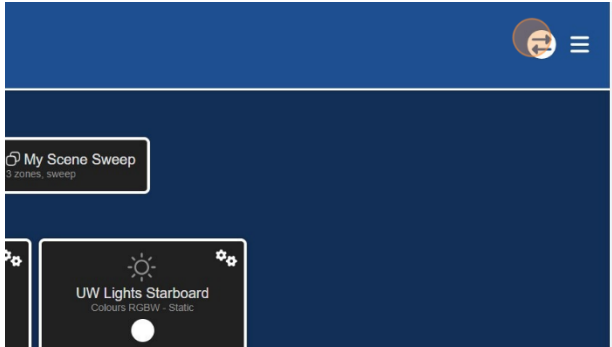 My Scene Sweep
3 zones, sweep
UW Lights Starboard
Colours RGBW - Static